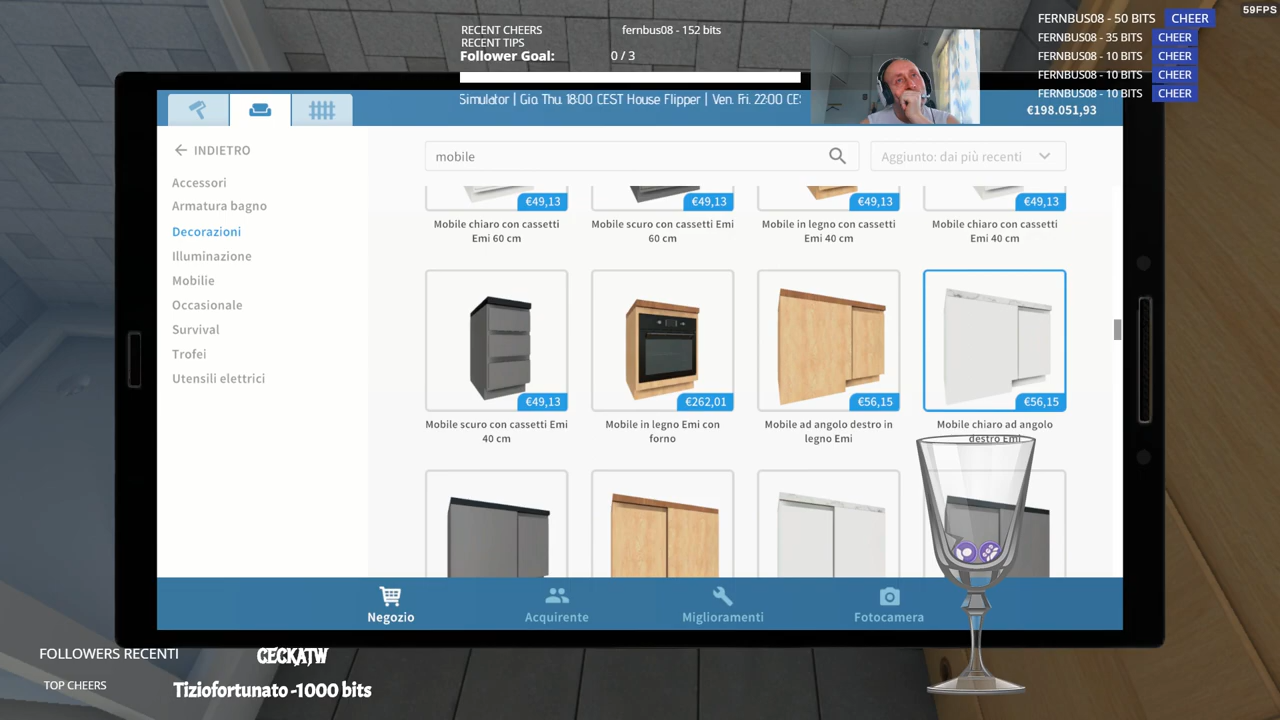 59FPS
RECENT CHEERS fernbus08 - 152 bits
RECENT TIPS
Follower Goal: 0 / 3
Simulator | Gio. Thu. 18:00 CEST House Flipper | Ven. Fri. 22:00 CES
FERNBUS08 - 50 BITS CHEER
FERNBUS08 - 35 BITS CHEER
FERNBUS08 - 10 BITS CHEER
FERNBUS08 - 10 BITS CHEER
FERNBUS08 - 10 BITS CHEER
€198.051,93
INDIETRO
mobile
Aggiunto: dai più recenti
Accessori
Armatura bagno
Decorazioni
Illuminazione
Mobilie
Occasionale
Survival
Trofei
Utensili elettrici
€49,13 €49,13 €49,13 €49,13
Mobile chiaro con cassetti Mobile scuro con cassetti Emi Mobile in legno con cassetti Mobile chiaro con cassetti
Emi 60 cm 60 cm Emi 40 cm Emi 40 cm
€49,13 €262,01 €56,15 €56,15
Mobile scuro con cassetti Emi Mobile in legno Emi con Mobile ad angolo destro in Mobile chiaro ad angolo
40 cm forno legno Emi destro Emi
Negozio Acquirente Miglioramenti Fotocamera
FOLLOWERS RECENTI CECKATW
TOP CHEERS Tiziofortunato -1000 bits